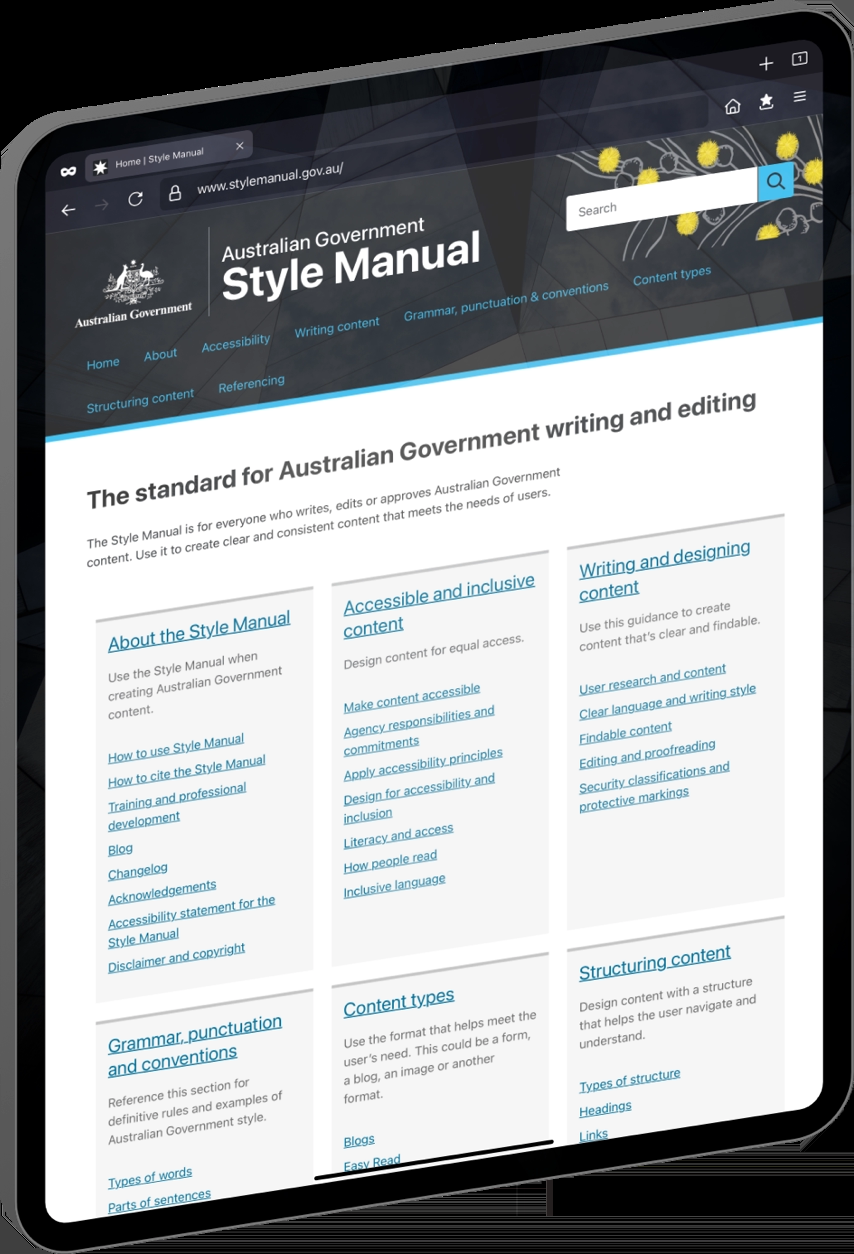 1
Home | Style Manual
www.stylemanual.gov.au/
Australian Government
Australian Government
Style Manual
Search
Home
About
Accessibility
Writing content
Grammar, punctuation & conventions
Content types
Structuring content
Referencing
The standard for Australian Government writing and editing
The Style Manual is for everyone who writes, edits or approves Australian Government
content. Use it to create clear and consistent content that meets the needs of users.
About the Style Manual
Use the Style Manual when
creating Australian Government
content.
How to use Style Manual
How to cite the Style Manual
Training and professional
development
Blog
Changelog
Acknowledgements
Accessibility statement for the
Style Manual
Disclaimer and copyright
Accessible and inclusive
content
Design content for equal access.
Make content accessible
Agency responsibilities and
commitments
Apply accessibility principles
Design for accessibility and
inclusion
Literacy and access
How people read
Inclusive language
Writing and designing
content
Use this guidance to create
content that's clear and findable.
User research and content
Clear language and writing style
Findable content
Editing and proofreading
Security classifications and
protective markings
Grammar, punctuation
and conventions
Reference this section for
definitive rules and examples of
Australian Government style.
Types of words
Parts of sentences
Content types
Use the format that helps meet the
user's need. This could be a form,
a blog, an image or another
format.
Blogs
Easy Read
Structuring content
Design content with a structure
that helps the user navigate and
understand.
Types of structure
Headings
Links